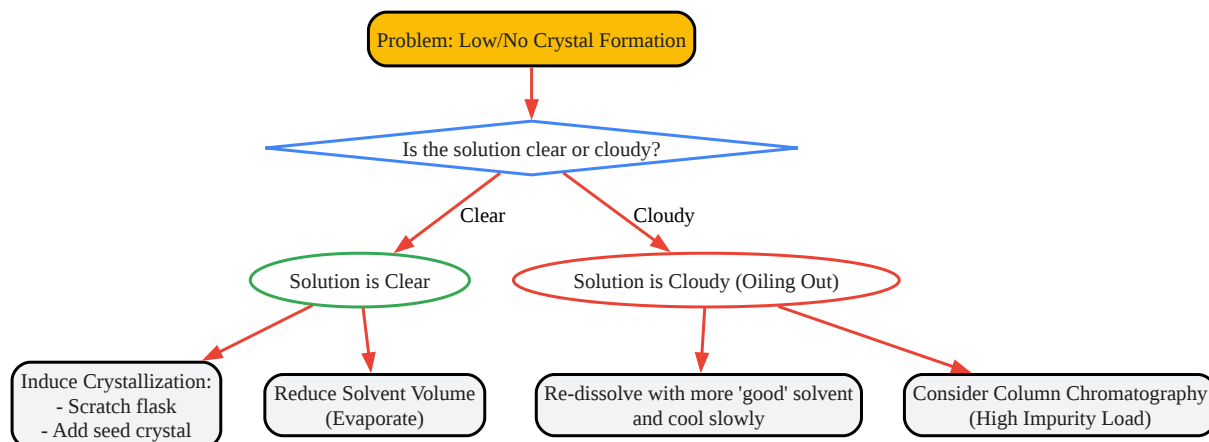 Problem: Low/No Crystal Formation
Is the solution clear or cloudy?
Clear
Cloudy
Solution is Clear
Solution is Cloudy (Oiling Out)
Induce Crystallization:
- Scratch flask
- Add seed crystal
Reduce Solvent Volume
(Evaporate)
Re-dissolve with more 'good' solvent
and cool slowly
Consider Column Chromatography
(High Impurity Load)